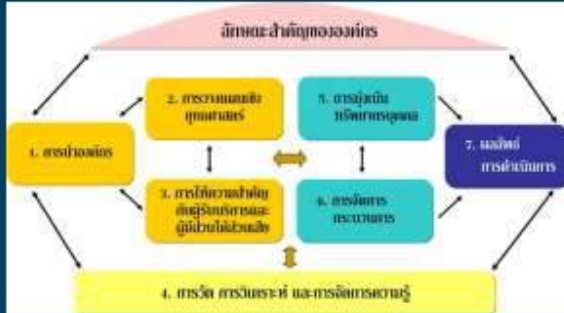 ลักษณะสำคัญขององค์กร
2. การวางแผนเชิง
ยุทธศาสตร์
5. การมุ่งเน้น
ทรัพยากรบุคคล
1. การนำองค์กร
7. ผลลัพธ์
การดำเนินการ
3. การให้ความสำคัญ
กับผู้รับบริการและ
ผู้มีส่วนได้ส่วนเสีย
6. การจัดการ
กระบวนการ
4. การวัด การวิเคราะห์ และการจัดการความรู้